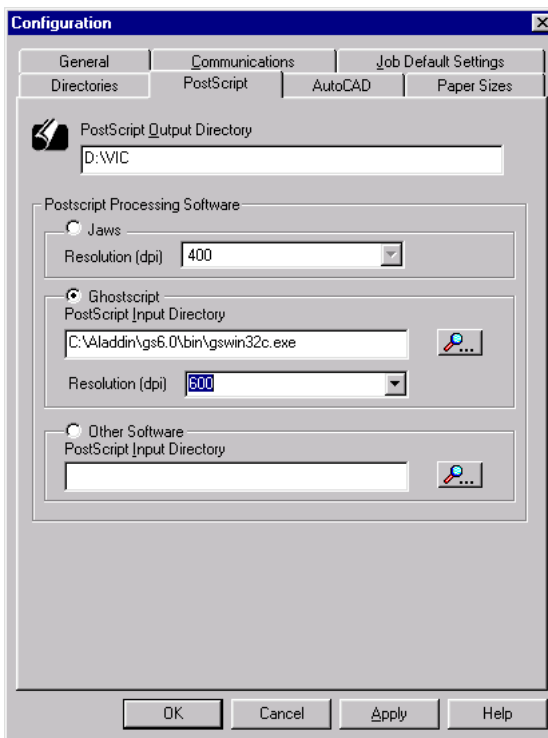 Configuration
General Communications Job Default Settings
Directories PostScript AutoCAD Paper Sizes
PostScript Output Directory
D:\VIC
Postscript Processing Software
Jaws
Resolution (dpi) 400
Ghostscript
PostScript Input Directory
C:\Aladdin\gs6.0\bin\gswin32c.exe
...
Resolution (dpi) 600
Other Software
PostScript Input Directory
...
OK Cancel Apply Help